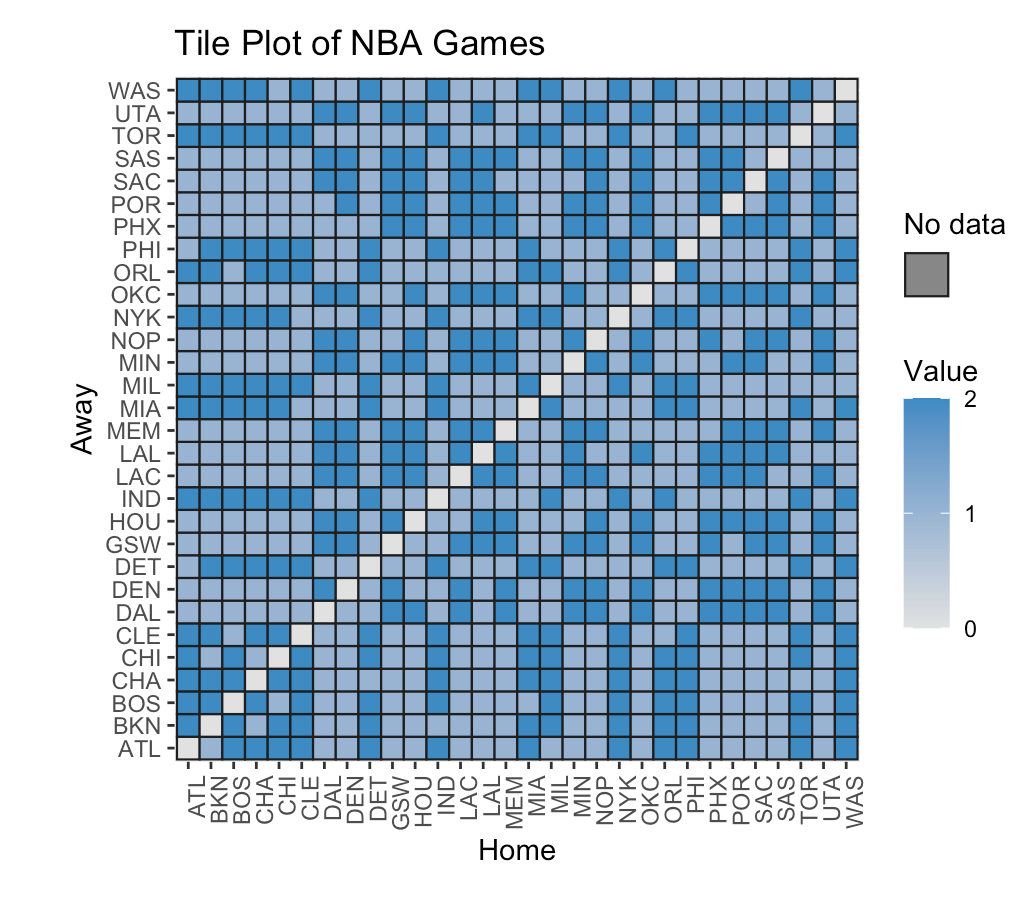 Tile Plot of NBA Games
WAS
UTA
TOR
SAS
SAC
POR
PHX
PHI
ORL
OKC
NYK
NOP
MIN
MIL
MIA
MEM
LAL
LAC
IND
HOU
GSW
DET
DEN
DAL
CLE
CHI
CHA
BOS
BKN
ATL
Away
ATL
BKN
BOS
CHA
CHI
CLE
DAL
DEN
DET
GSW
HOU
IND
LAC
LAL
MEM
MIA
MIL
MIN
NOP
NYK
OKC
ORL
PHI
PHX
POR
SAC
SAS
TOR
UTA
WAS
Home
No data
Value
2
1
0